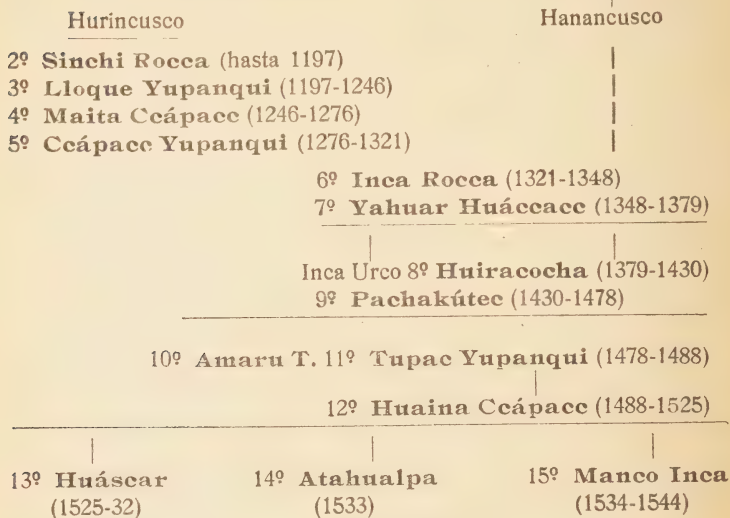 Hurincusco Hanancusco
2º Sinchi Rocca (hasta 1197)
3º Lloque Yupanqui (1197-1246)
4º Maita Ccápacc (1246-1276)
5º Ccápacc Yupanqui (1276-1321)
6º Inca Rocca (1321-1348)
7º Yahuar Huáccacc (1348-1379)
Inca Urco 8º Huiracocha (1379-1430)
9º Pachakútec (1430-1478)
10º Amaru T. 11º Tupac Yupanqui (1478-1488)
12º Huaina Ccápacc (1488-1525)
13º Huáscar 14º Atahualpa 15º Manco Inca
(1525-32) (1533) (1534-1544)